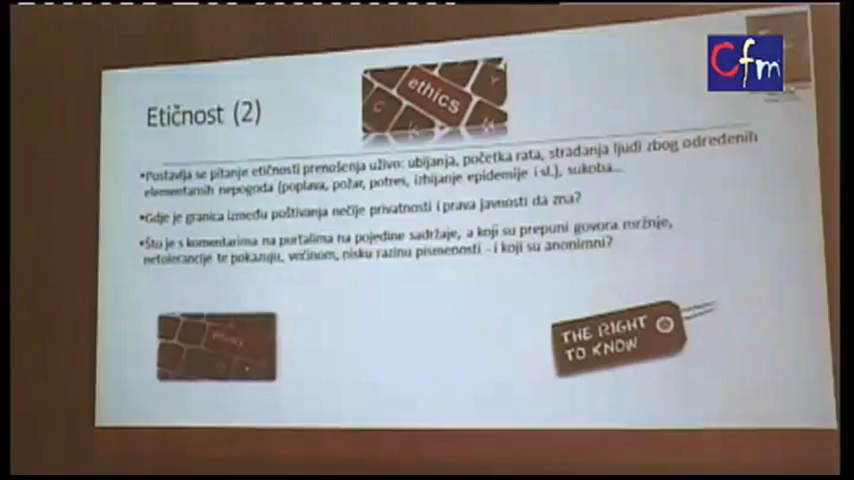 Cfm
ethics
Etičnost (2)
•Postavlja se pitanje etičnosti prenošenja uživo: ubijanja, početka rata, stradanja ljudi zbog određenih
elementarnih nepogoda (poplava, požar, potres, izbijanje epidemije i sl.), sukoba...
•Gdje je granica između poštivanja nečije privatnosti i prava javnosti da zna?
•Što je s komentarima na portalima na pojedine sadržaje, a koji su prepuni govora mržnje,
netolerancije te pokazuju, većinom, nisku razinu pismenosti - i koji su anonimni?
THE RIGHT
TO KNOW